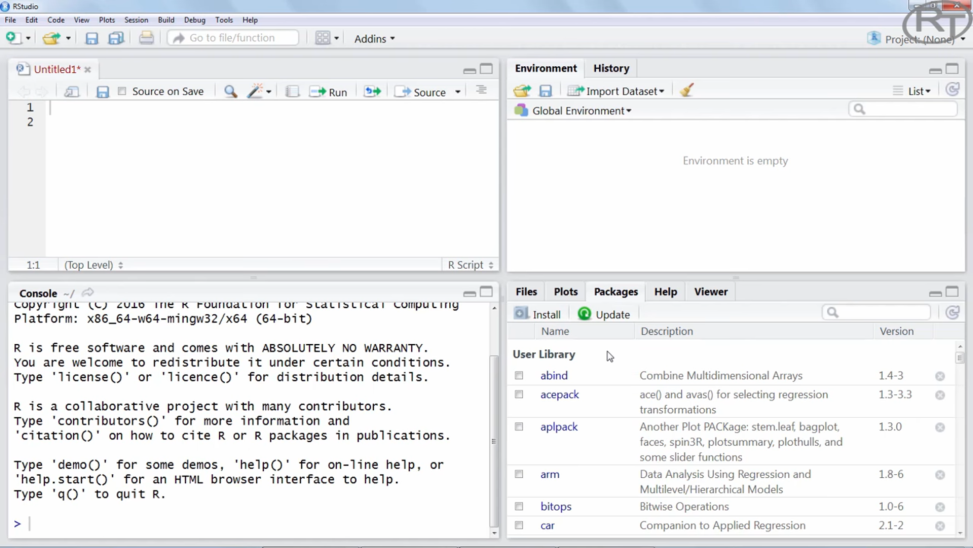 RStudio
File Edit Code View Plots Session Build Debug Tools Help
Go to file/function
Addins
RT
Project: (None)
Untitled1*
Source on Save
Run
Source
1
2
1:1
(Top Level)
R Script
Environment
History
Import Dataset
List
Global Environment
Environment is empty
Console ~/
Copyright (C) 2016 The R Foundation for Statistical Computing
Platform: x86_64-w64-mingw32/x64 (64-bit)
R is free software and comes with ABSOLUTELY NO WARRANTY.
You are welcome to redistribute it under certain conditions.
Type 'license()' or 'licence()' for distribution details.
R is a collaborative project with many contributors.
Type 'contributors()' for more information and
'citation()' on how to cite R or R packages in publications.
Type 'demo()' for some demos, 'help()' for on-line help, or
'help.start()' for an HTML browser interface to help.
Type 'q()' to quit R.
>
Files Plots Packages Help Viewer
Install
Update
Name Description Version
User Library
abind Combine Multidimensional Arrays 1.4-3
acepack ace() and avas() for selecting regression 1.3-3.3
transformations
aplpack Another Plot PACKage: stem.leaf, bagplot, 1.3.0
faces, spin3R, plotsummary, plothulls, and
some slider functions
arm Data Analysis Using Regression and 1.8-6
Multilevel/Hierarchical Models
bitops Bitwise Operations 1.0-6
car Companion to Applied Regression 2.1-2